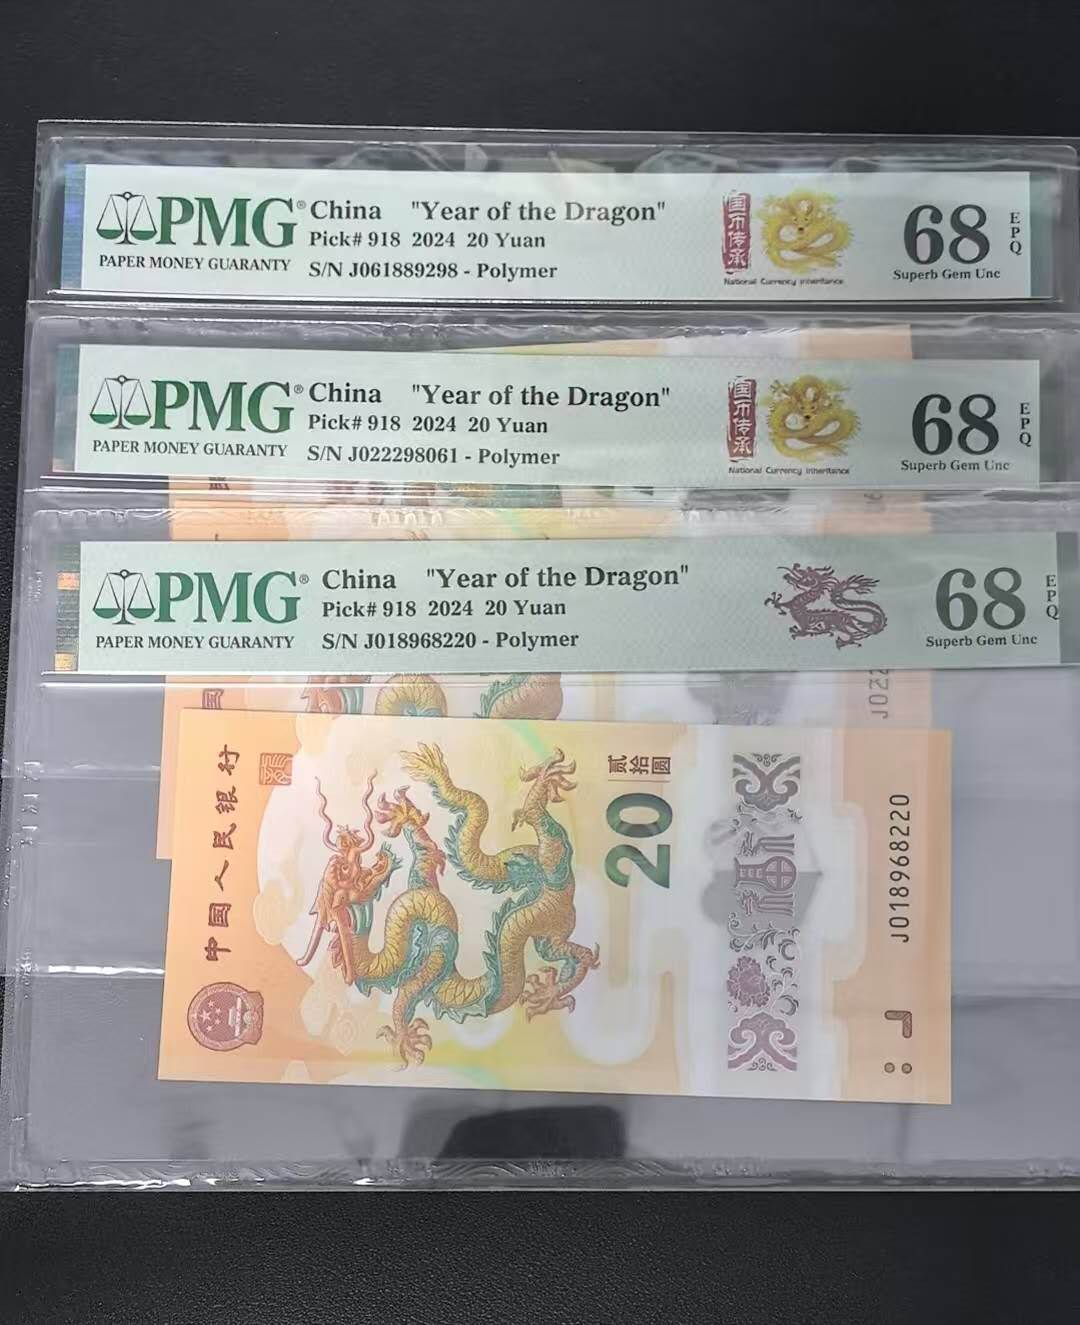 PMG® China "Year of the Dragon"
PAPER MONEY GUARANTY
Pick# 918 2024 20 Yuan
S/N J061889298 - Polymer
国币传承
National Currency Inheritance
68
EPQ
Superb Gem Unc
PMG® China "Year of the Dragon"
PAPER MONEY GUARANTY
Pick# 918 2024 20 Yuan
S/N J022298061 - Polymer
国币传承
National Currency Inheritance
68
EPQ
Superb Gem Unc
PMG® China "Year of the Dragon"
PAPER MONEY GUARANTY
Pick# 918 2024 20 Yuan
S/N J018968220 - Polymer
68
EPQ
Superb Gem Unc
J022
中国人民银行
贰拾圆
20
J018968220